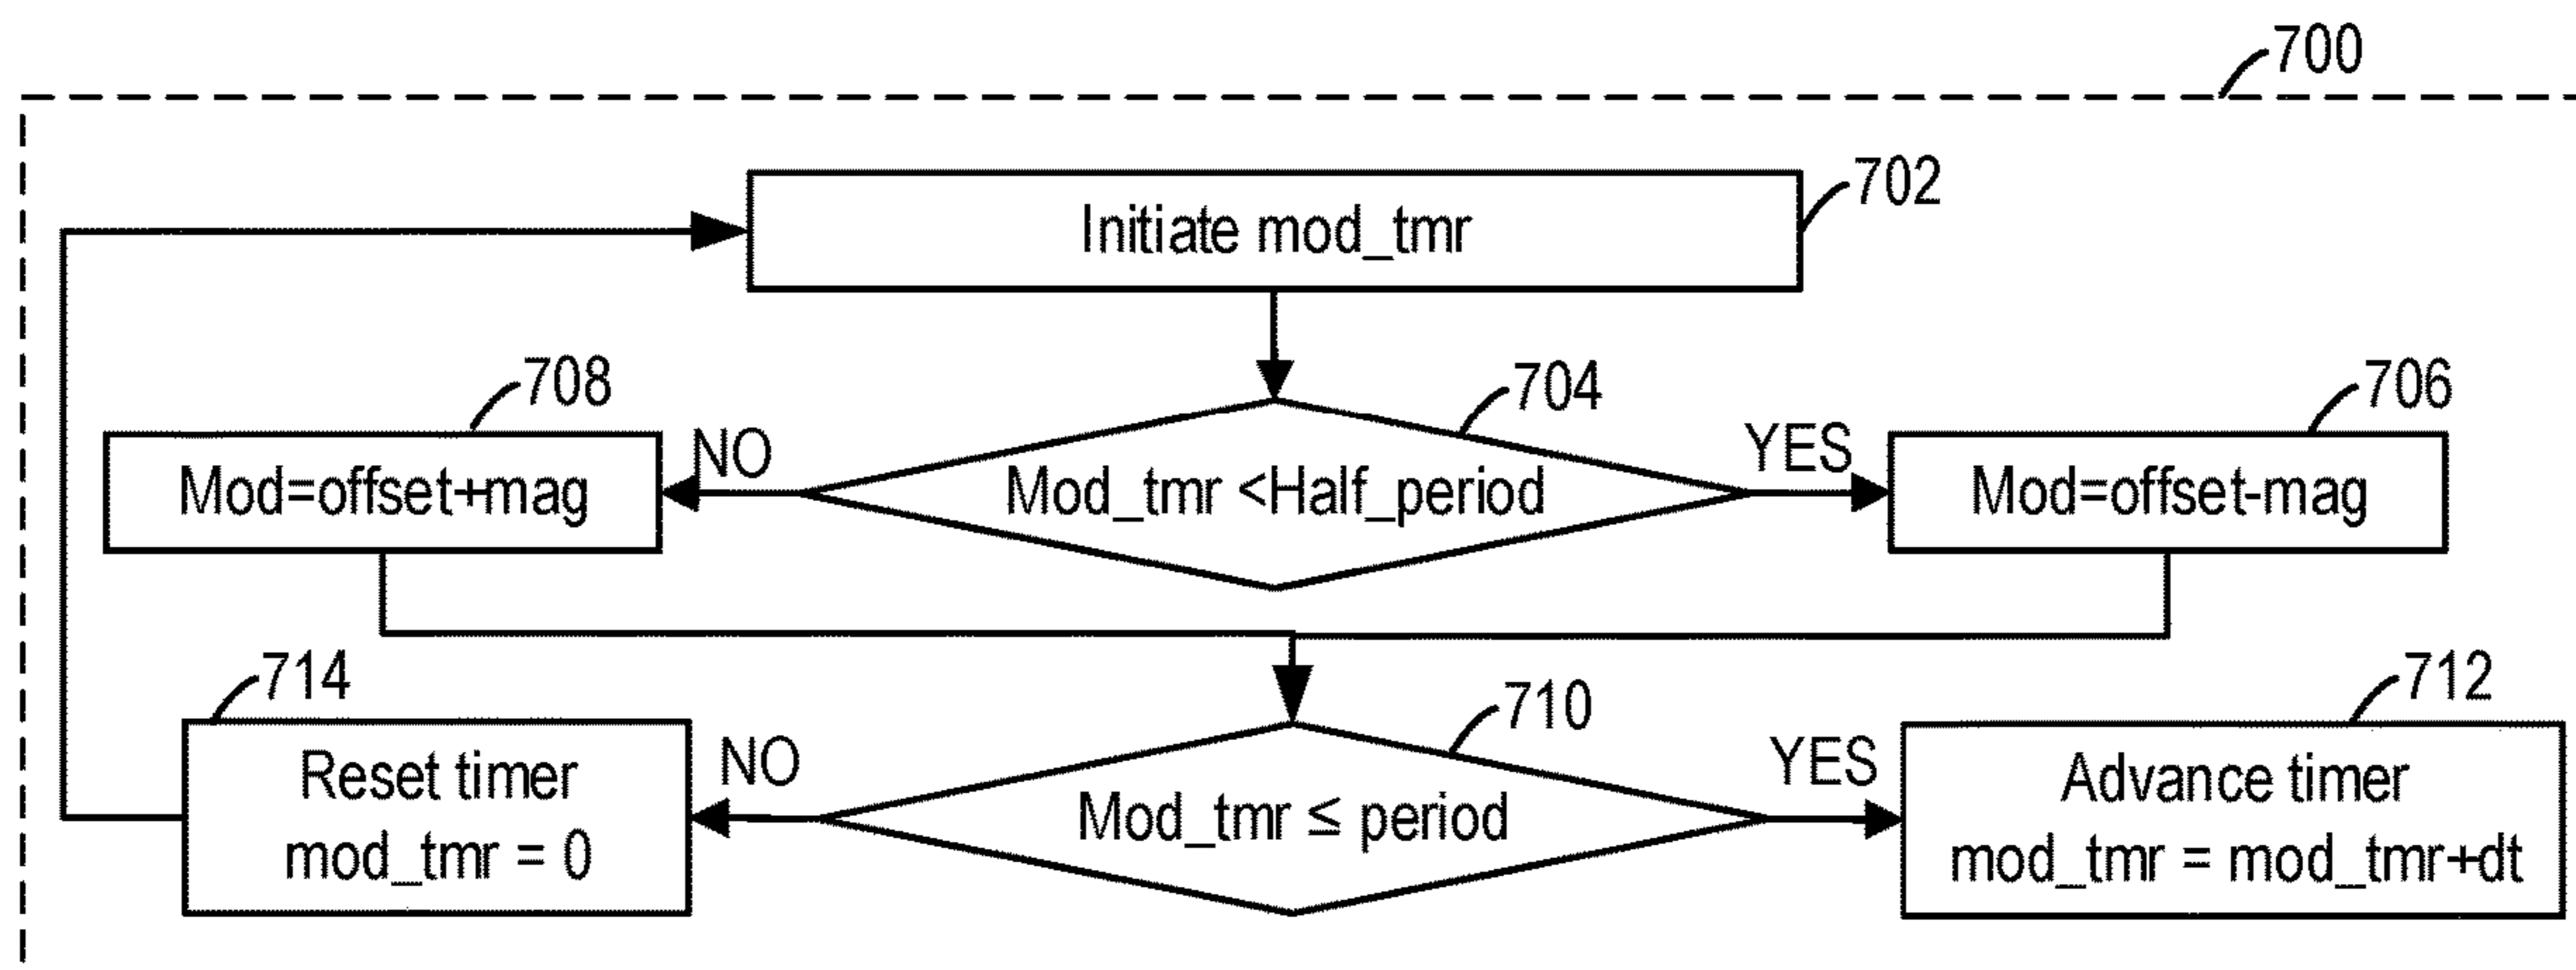 700
702
Initiate mod_tmr
708
704
706
NO
YES
Mod=offset+mag
Mod_tmr <Half_period
Mod=offset-mag
714
710
712
NO
YES
Reset timer
mod_tmr = 0
Mod_tmr ≤ period
Advance timer
mod_tmr = mod_tmr+dt